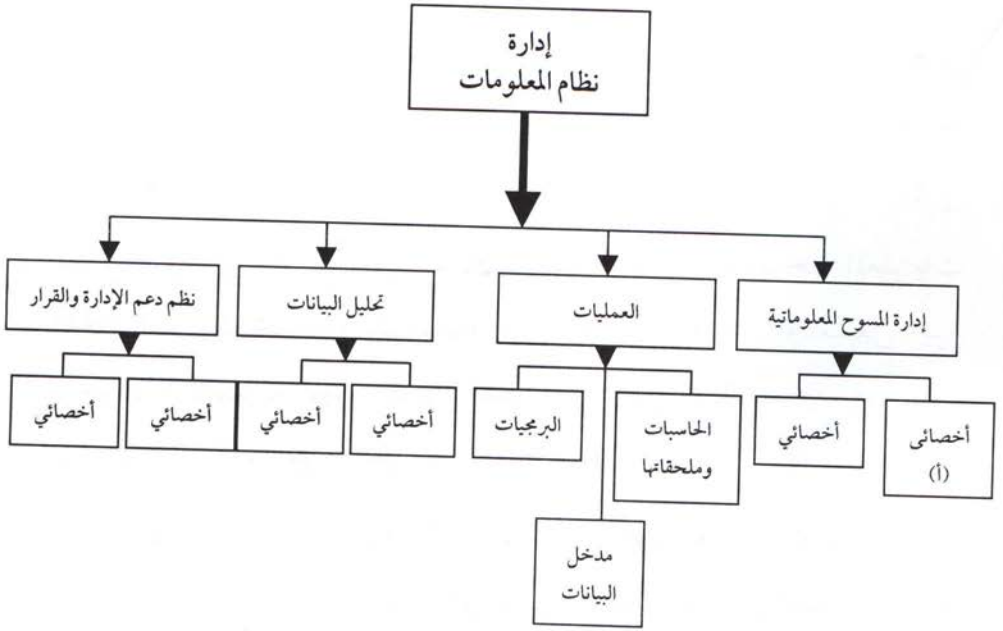 إدارة
نظام المعلومات
إدارة المسوح المعلوماتية
العمليات
تحليل البيانات
نظم دعم الإدارة والقرار
أخصائى
(أ)
أخصائي
الحاسبات
وملحقاتها
البرمجيات
أخصائي
أخصائي
أخصائي
أخصائي
مدخل
البيانات